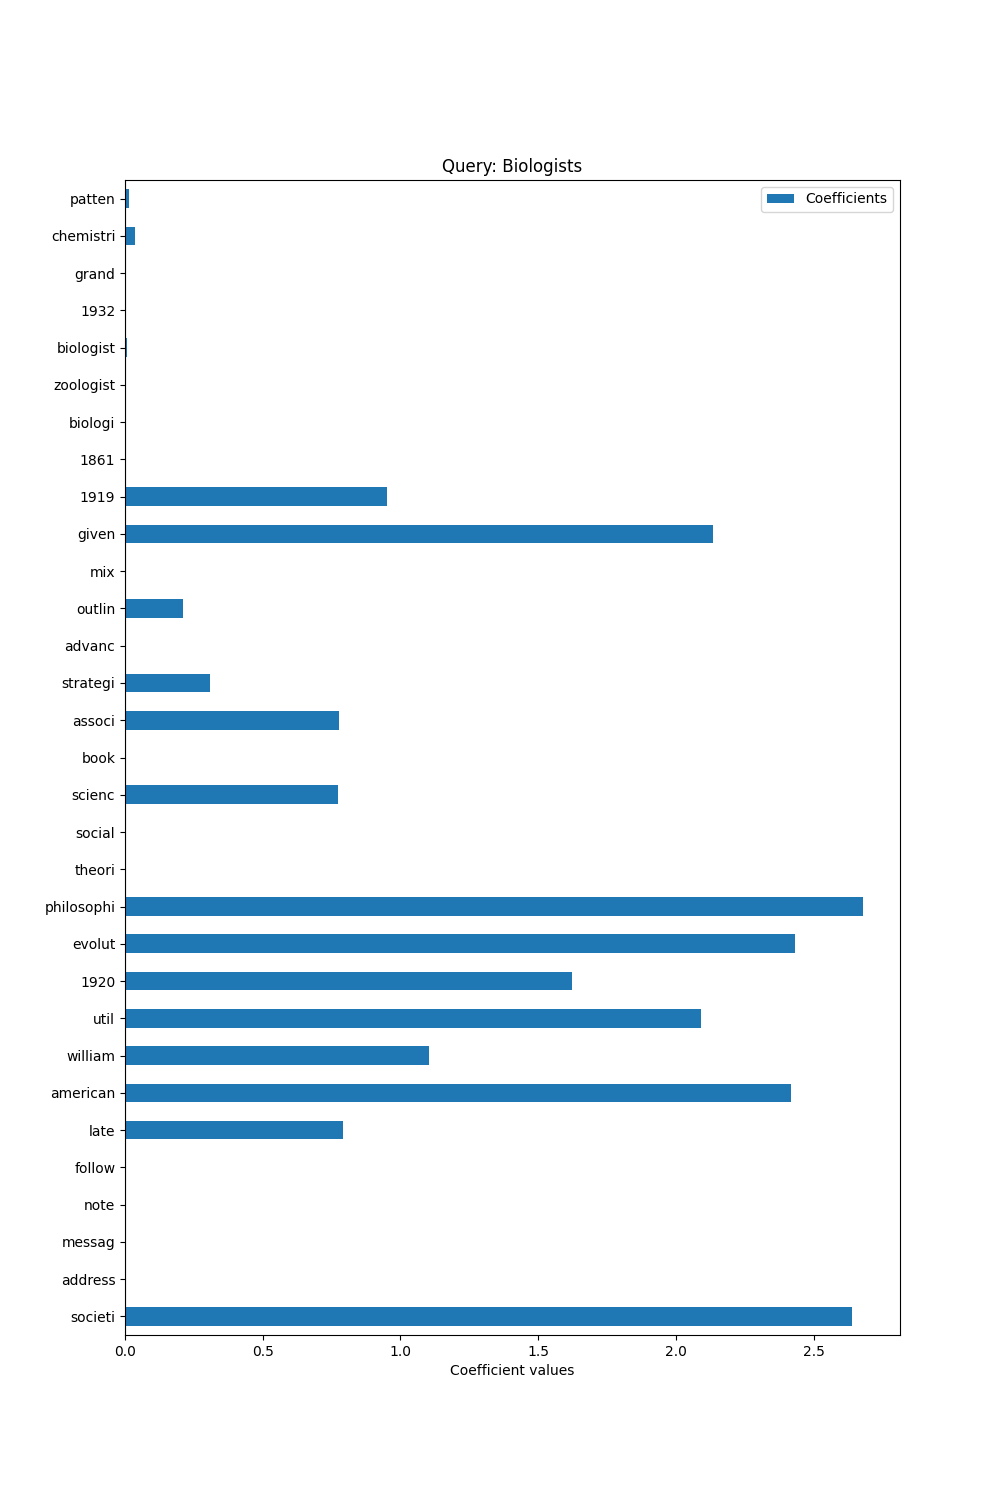 Query: Biologists
Coefficients
patten
chemistri
grand
1932
biologist
zoologist
biologi
1861
1919
given
mix
outlin
advanc
strategi
associ
book
scienc
social
theori
philosophi
evolut
1920
util
william
american
late
follow
note
messag
address
societi
0.0 0.5 1.0 1.5 2.0 2.5
Coefficient values